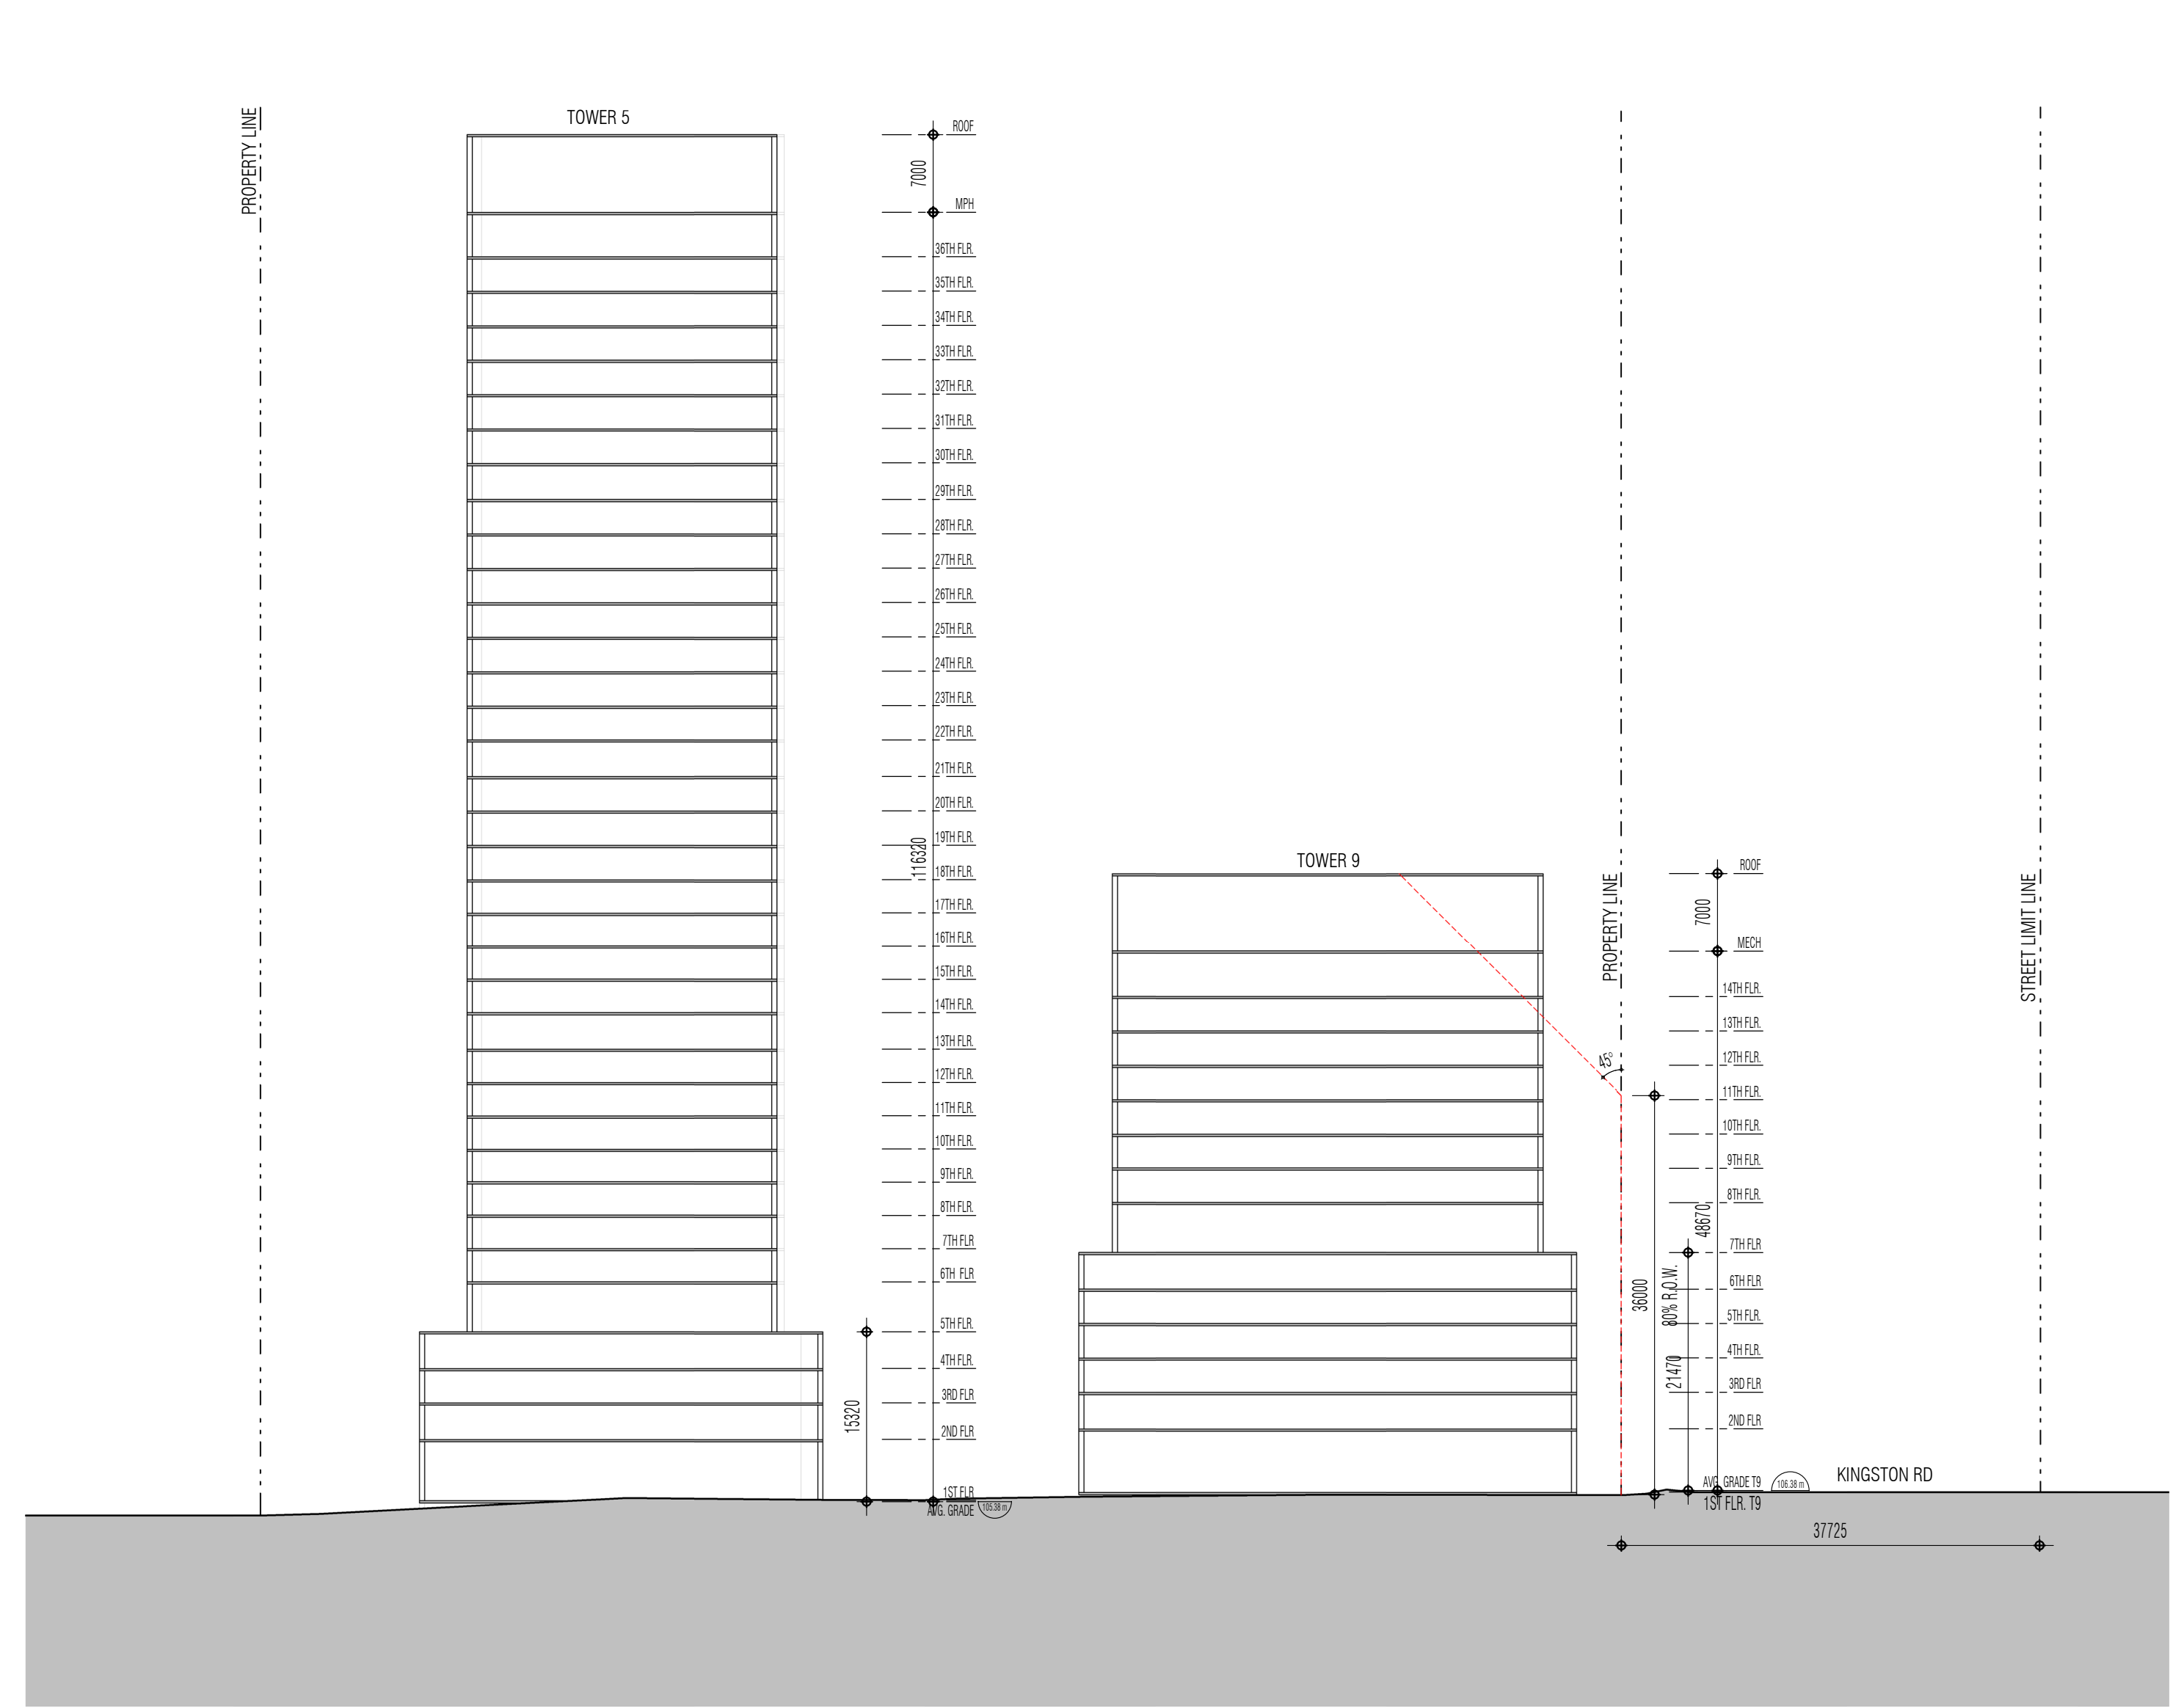 TOWER 5
PROPERTY LINE
ROOF
7000
MPH
36TH FLR.
35TH FLR.
34TH FLR.
33TH FLR.
32TH FLR.
31TH FLR.
30TH FLR.
29TH FLR.
28TH FLR.
27TH FLR.
26TH FLR.
25TH FLR.
24TH FLR.
23TH FLR.
22TH FLR.
21TH FLR.
20TH FLR.
19TH FLR.
116320
18TH FLR.
17TH FLR.
16TH FLR.
15TH FLR.
14TH FLR.
13TH FLR.
12TH FLR.
11TH FLR.
10TH FLR.
9TH FLR.
8TH FLR.
7TH FLR
6TH FLR
5TH FLR.
4TH FLR.
3RD FLR
15320
2ND FLR
1ST FLR
AVG. GRADE
105.38 m
TOWER 9
PROPERTY LINE
STREET LIMIT LINE
ROOF
7000
MECH
14TH FLR.
13TH FLR.
45°
12TH FLR.
11TH FLR.
10TH FLR.
9TH FLR.
8TH FLR.
48670
7TH FLR
6TH FLR
36000
80% R.O.W.
5TH FLR.
4TH FLR.
21470
3RD FLR
2ND FLR
AVG. GRADE T9
106.38 m
KINGSTON RD
1ST FLR. T9
37725